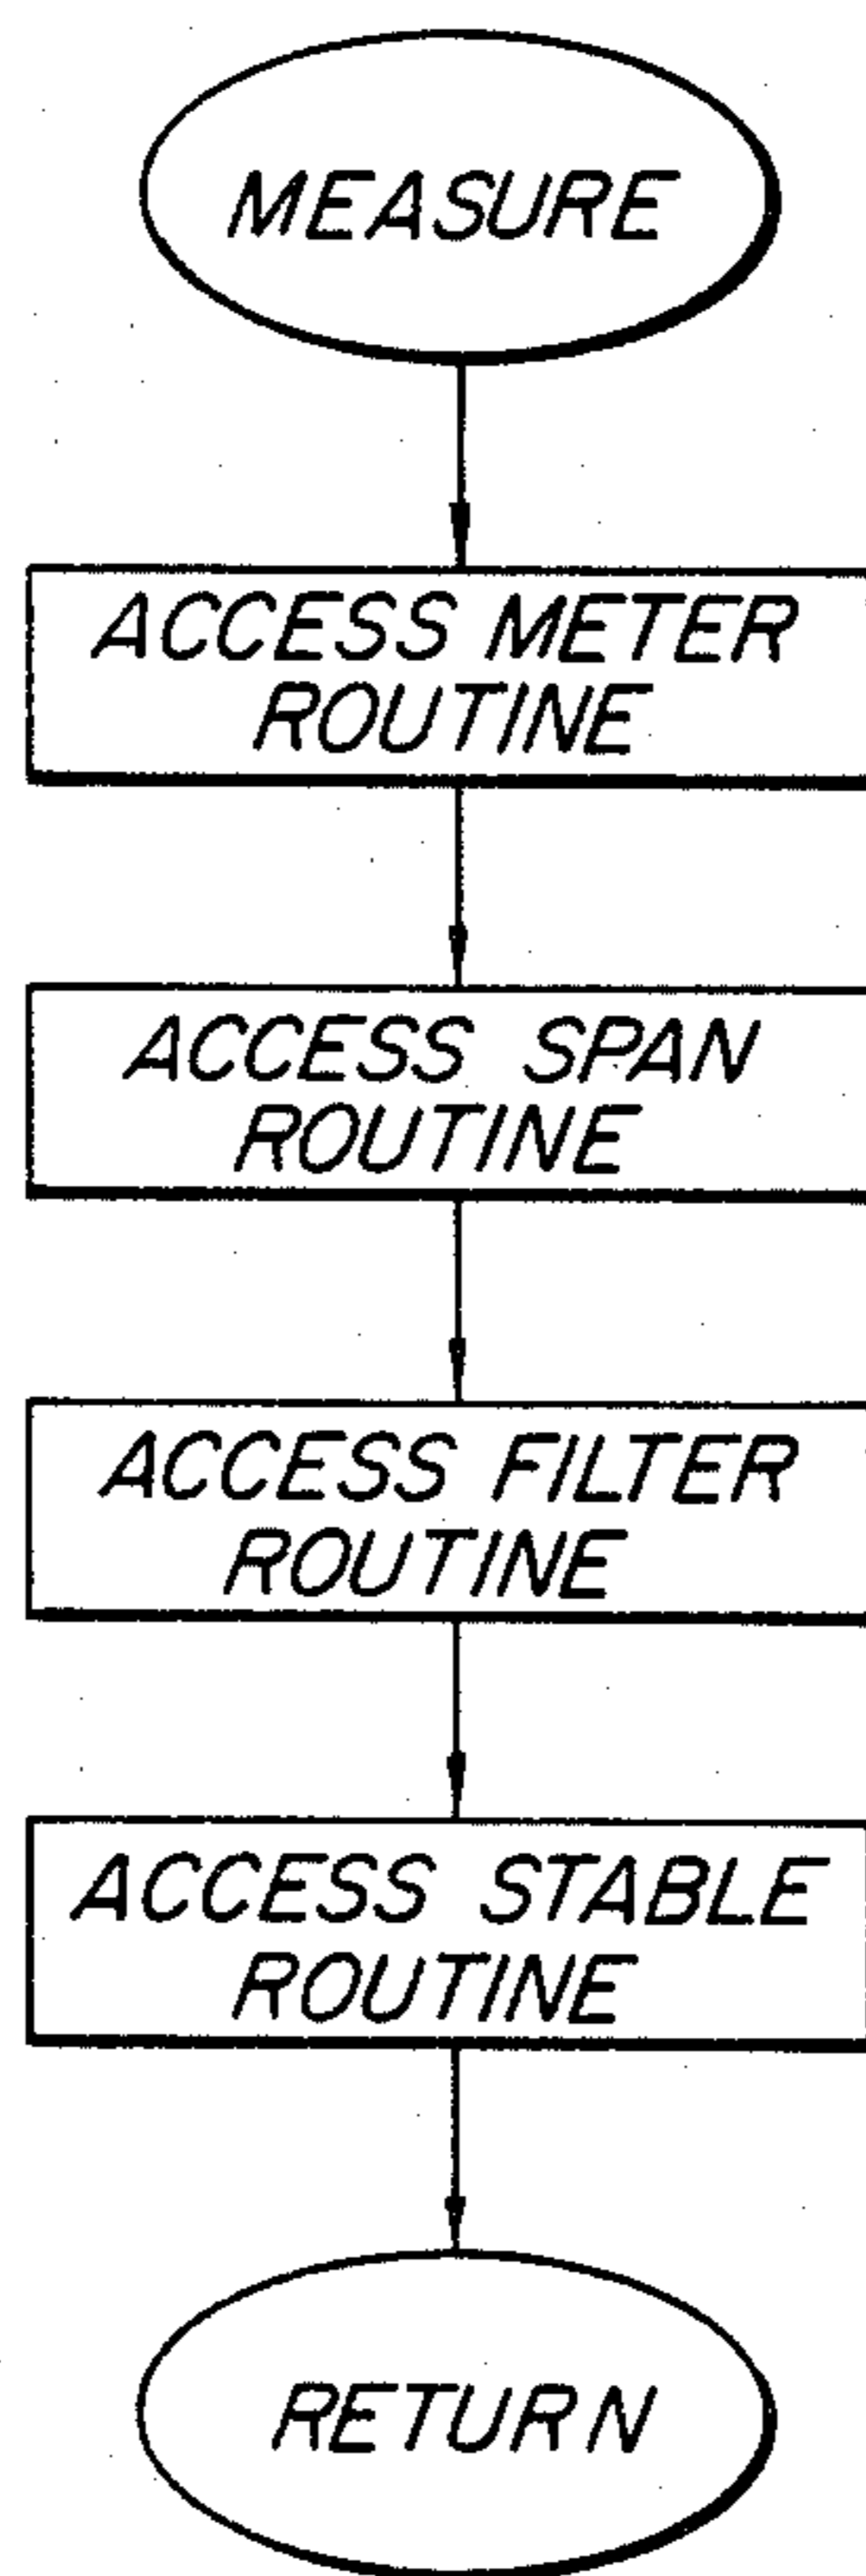 MEASURE
ACCESS METER
ROUTINE
ACCESS SPAN
ROUTINE
ACCESS FILTER
ROUTINE
ACCESS STABLE
ROUTINE
RETURN